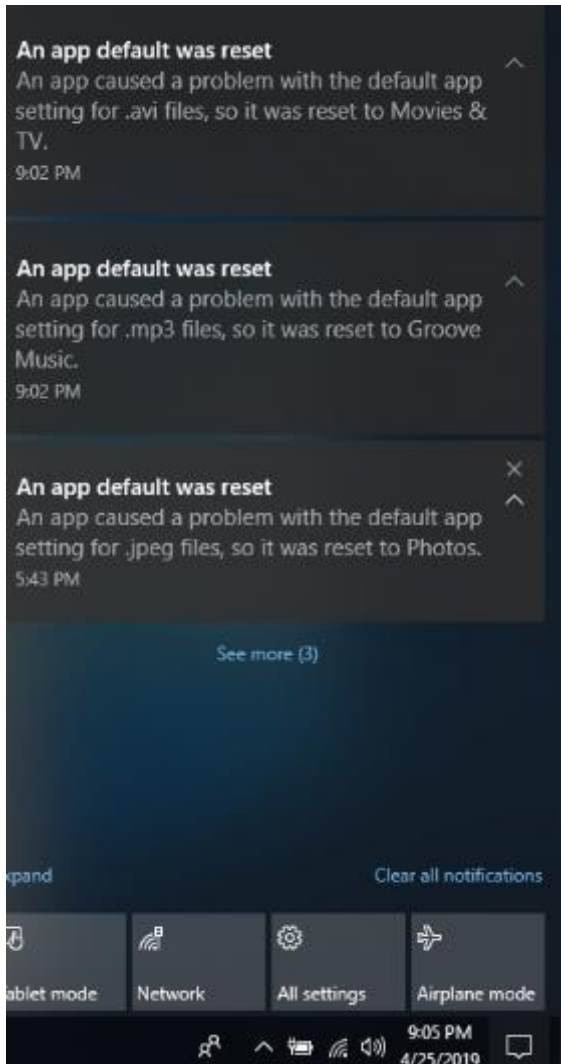 An app default was reset
An app caused a problem with the default app
setting for .avi files, so it was reset to Movies &
TV.
9:02 PM
An app default was reset
An app caused a problem with the default app
setting for .mp3 files, so it was reset to Groove
Music.
9:02 PM
An app default was reset
An app caused a problem with the default app
setting for .jpeg files, so it was reset to Photos.
5:43 PM
See more (3)
xpand Clear all notifications
ablet mode Network All settings Airplane mode
9:05 PM
4/25/2019